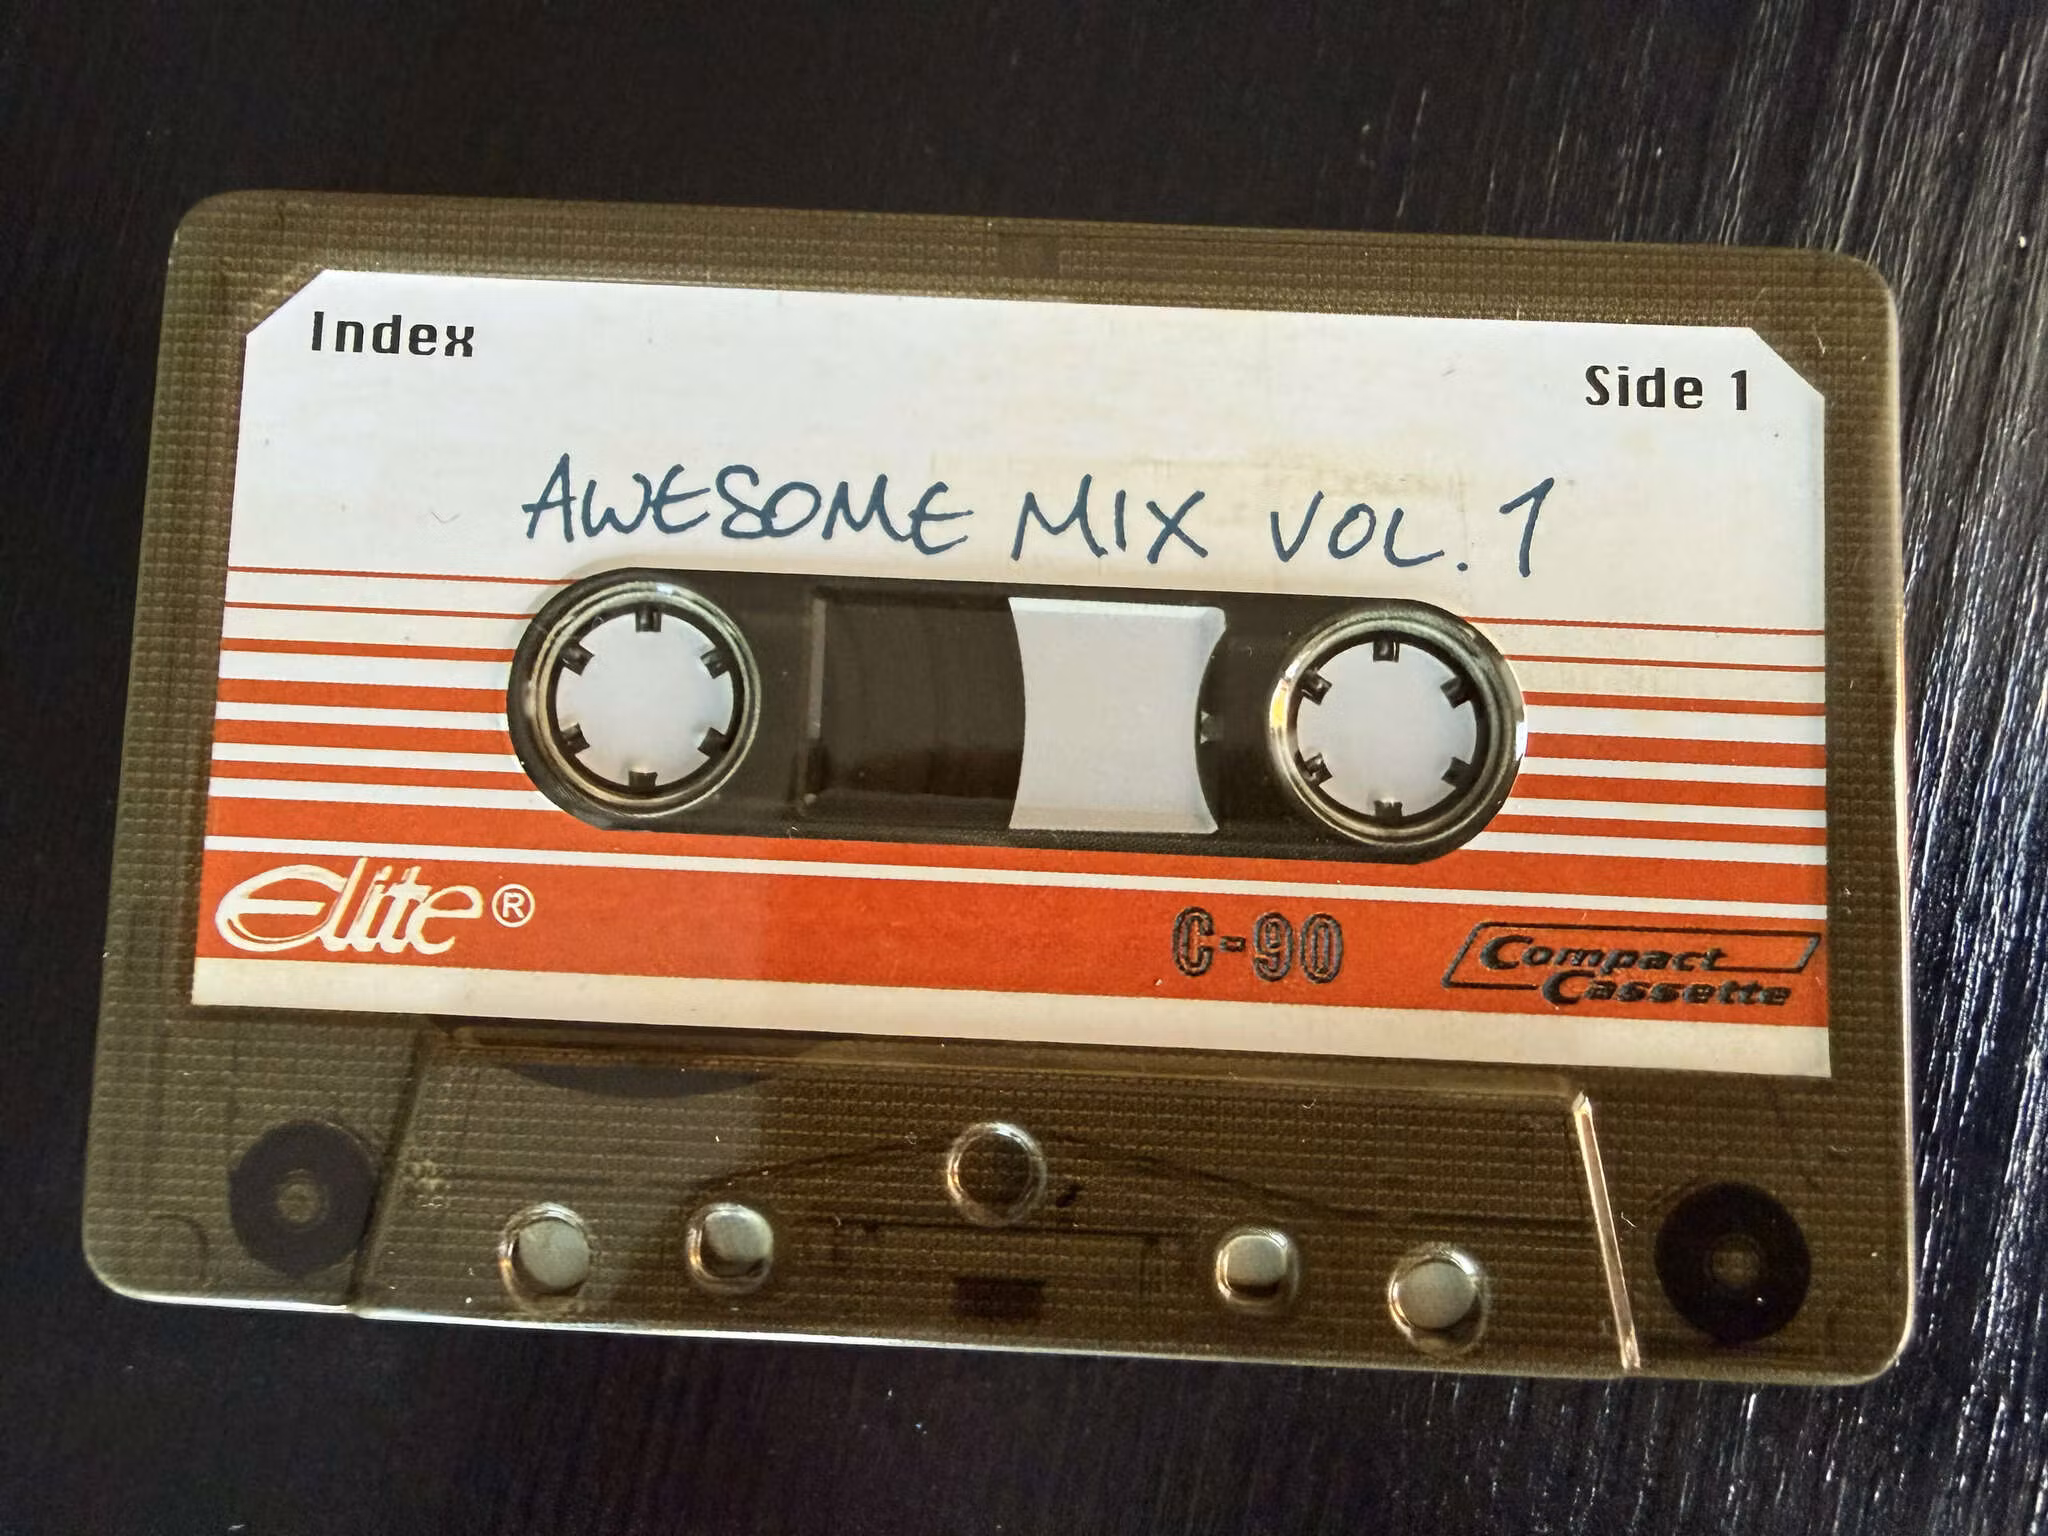 Index
Side 1
AWESOME MIX VOL. 1
Elite®
C-90
Compact
Cassette